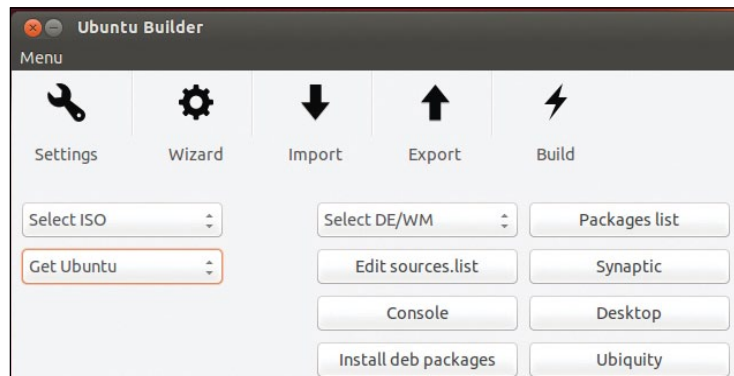 Ubuntu Builder
Menu
Settings Wizard Import Export Build
Select ISO Select DE/WM Packages list
Get Ubuntu Edit sources.list Synaptic
Console Desktop
Install deb packages Ubiquity